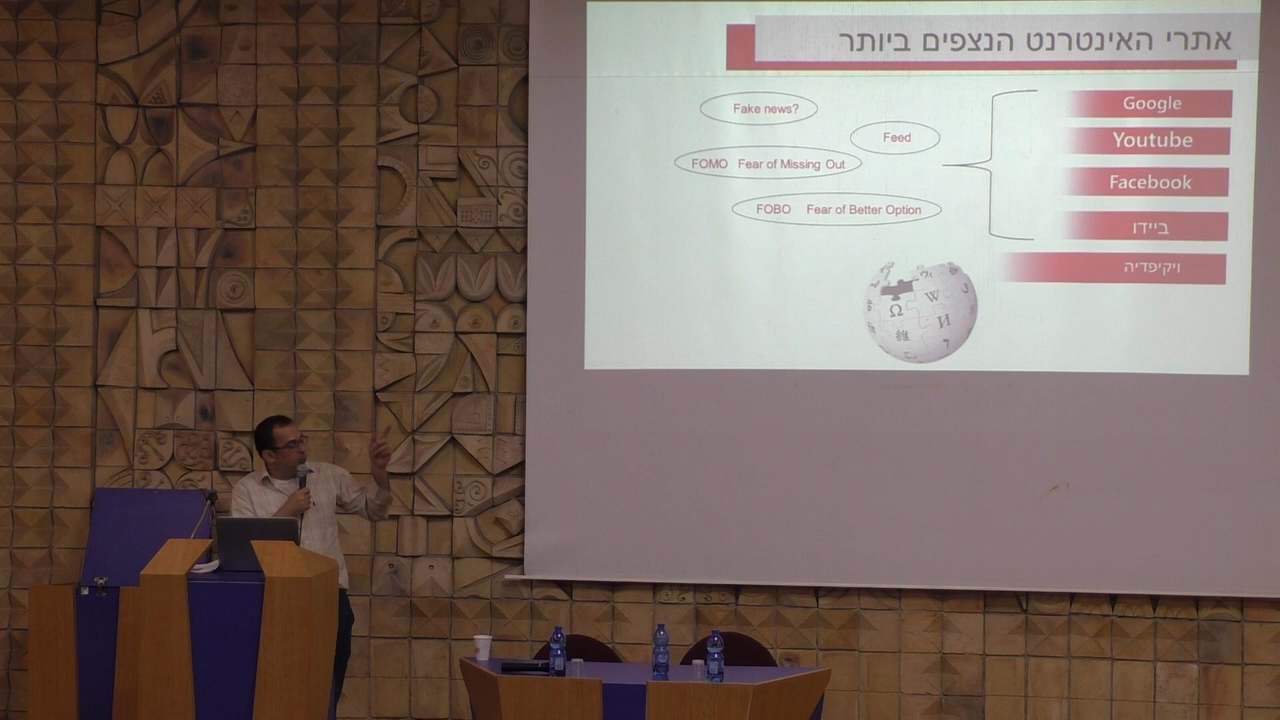 אתרי האינטרנט הנצפים ביותר
Google
Youtube
Facebook
ביידו
ויקיפדיה
Fake news?
Feed
FOMO Fear of Missing Out
FOBO Fear of Better Option
Ω W И 維